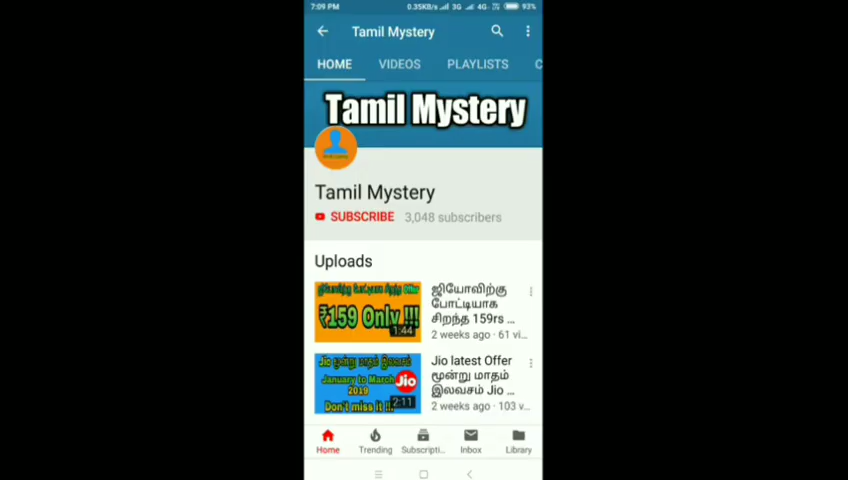 7:09 PM 0.35KB/s 3G 4G 93%
Tamil Mystery
HOME VIDEOS PLAYLISTS C
Tamil Mystery
Tamil Mystery
SUBSCRIBE 3,048 subscribers
Uploads
₹159 Only !!!
1:44
ஜியோவிற்கு
போட்டியாக
சிறந்த 159rs ...
2 weeks ago · 61 vi...
Jio மூன்று மாதம் இலவசம்
January to March
2019
Jio
Don't miss it !!
2:11
Jio latest Offer
மூன்று மாதம்
இலவசம் Jio ...
2 weeks ago · 103 v...
Home Trending Subscripti... Inbox Library